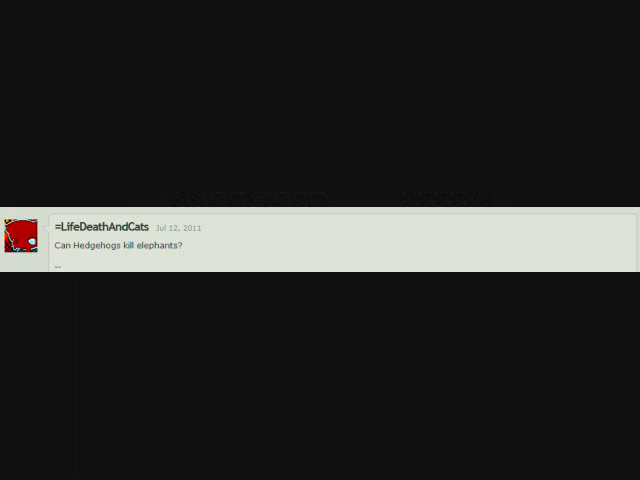 =LifeDeathAndCats Jul 12, 2011
Can Hedgehogs kill elephants?
--